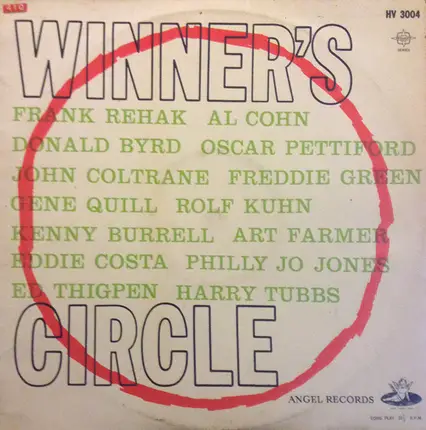 410
HV 3004
WINNER'S
FRANK REHAK AL COHN
DONALD BYRD OSCAR PETTIFORD
JOHN COLTRANE FREDDIE GREEN
GENE QUILL ROLF KUHN
KENNY BURRELL ART FARMER
EDDIE COSTA PHILLY JO JONES
ED THIGPEN HARRY TUBBS
CIRCLE
ANGEL RECORDS